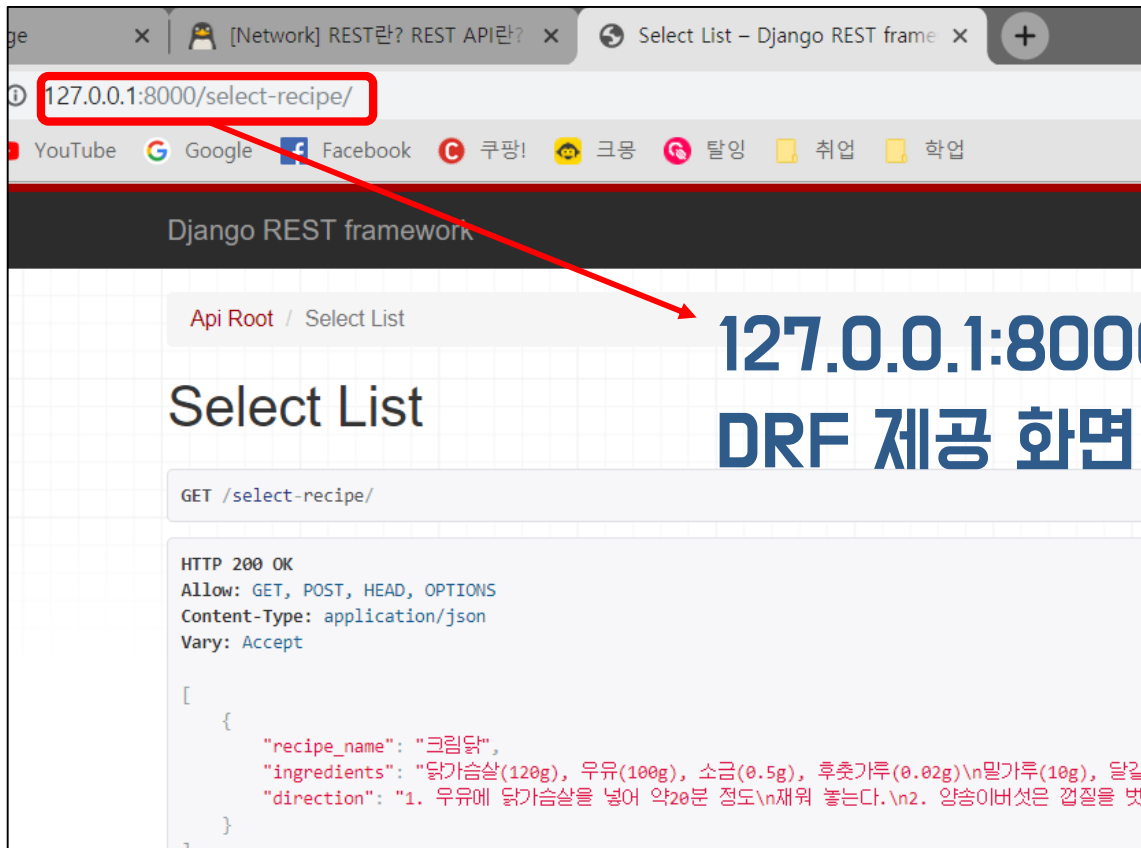 ge × [Network] REST란? REST API란? × Select List – Django REST frame ×
127.0.0.1:8000/select-recipe/
YouTube Google Facebook 쿠팡! 크몽 탈잉 취업 학업
Django REST framework
Api Root / Select List
127.0.0.1:8000
Select List
DRF 제공 화면
GET /select-recipe/
HTTP 200 OK
Allow: GET, POST, HEAD, OPTIONS
Content-Type: application/json
Vary: Accept
[
{
"recipe_name": "크림닭",
"ingredients": "닭가슴살(120g), 우유(100g), 소금(0.5g), 후춧가루(0.02g)\n밀가루(10g), 달걀
"direction": "1. 우유에 닭가슴살을 넣어 약20분 정도\n재워 놓는다.\n2. 양송이버섯은 껍질을 벗
}
]